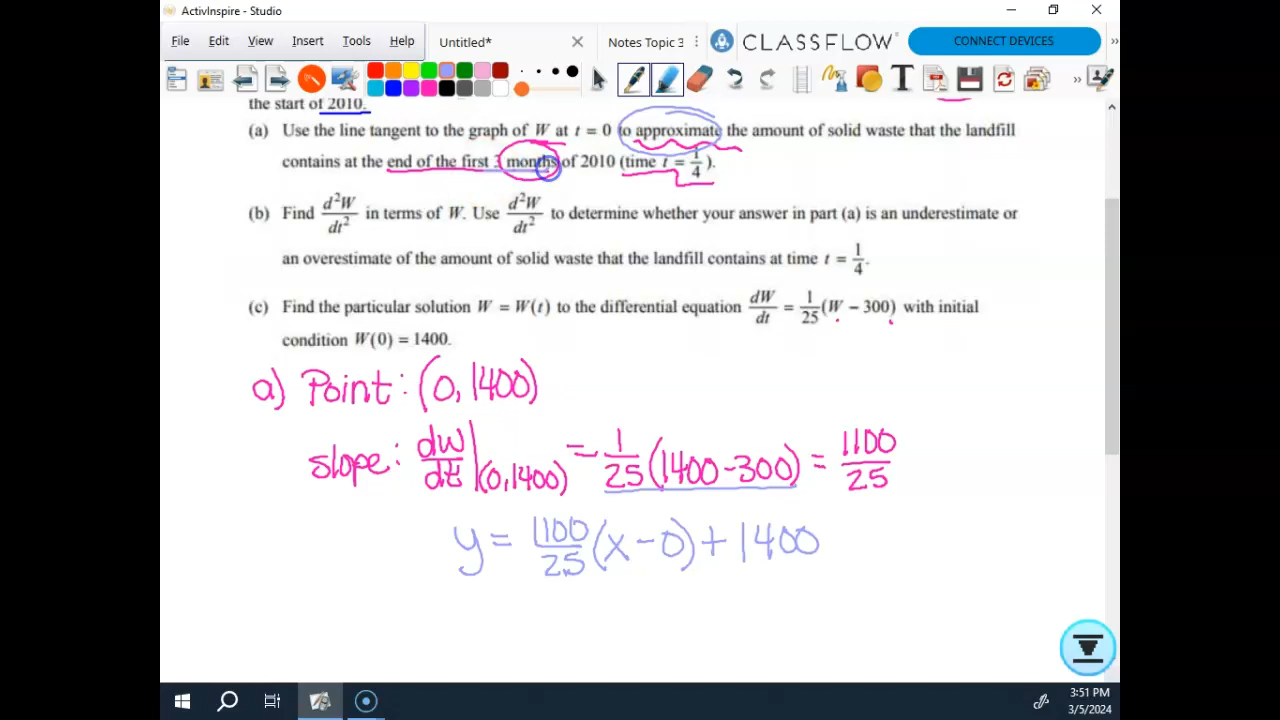 ActivInspire - Studio
File Edit View Insert Tools Help Untitled* Notes Topic 3 CLASSFLOW CONNECT DEVICES
the start of 2010.
(a) Use the line tangent to the graph of W at t = 0 to approximate the amount of solid waste that the landfill
contains at the end of the first 3 months of 2010 (time t = 1/4).
(b) Find d²W/dt² in terms of W. Use d²W/dt² to determine whether your answer in part (a) is an underestimate or
an overestimate of the amount of solid waste that the landfill contains at time t = 1/4.
(c) Find the particular solution W = W(t) to the differential equation dW/dt = 1/25(W – 300) with initial
condition W(0) = 1400.
a) Point: (0, 1400)
slope: dw/dt|(0,1400) = 1/25(1400-300) = 1100/25
y = 1100/25(x-0)+1400
3:51 PM
3/5/2024